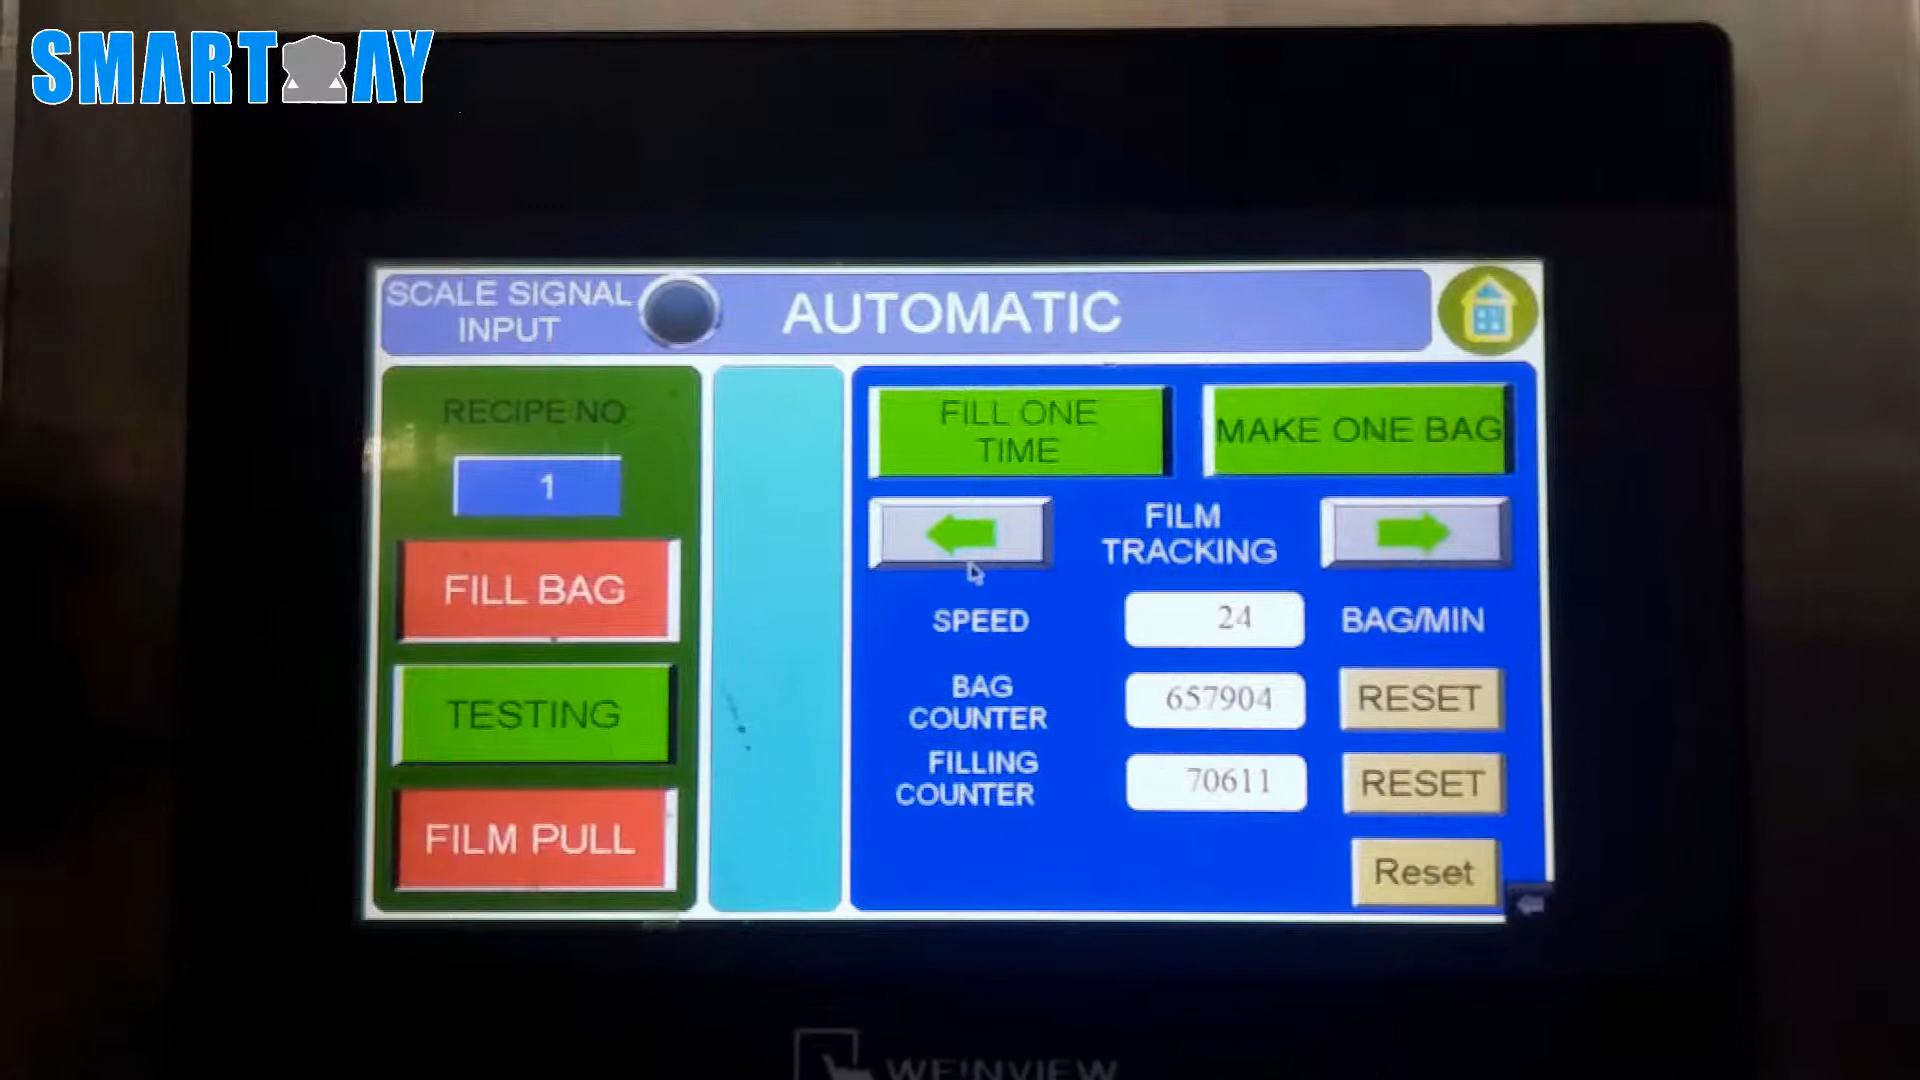 SMART AY
SCALE SIGNAL
INPUT
AUTOMATIC
RECIPE NO
1
FILL BAG
TESTING
FILM PULL
FILL ONE
TIME
MAKE ONE BAG
FILM
TRACKING
SPEED
24
BAG/MIN
BAG
COUNTER
657904
RESET
FILLING
COUNTER
70611
RESET
Reset
WEINVIEW